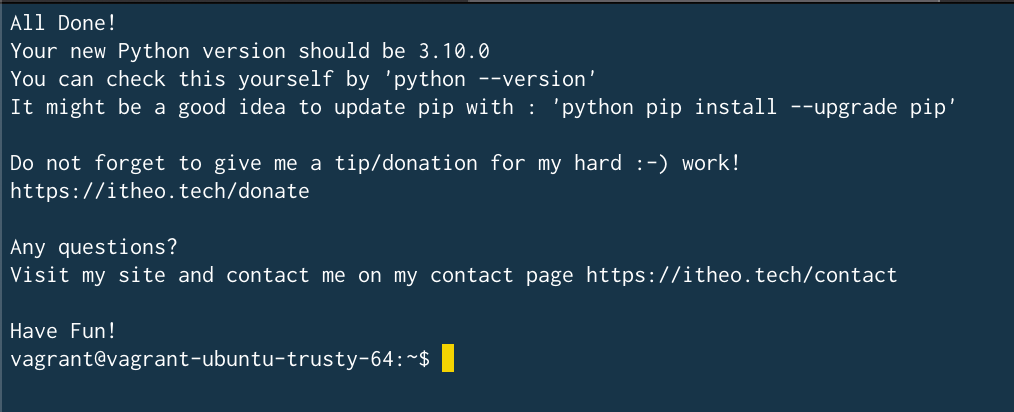 All Done!
Your new Python version should be 3.10.0
You can check this yourself by 'python --version'
It might be a good idea to update pip with : 'python pip install --upgrade pip'
Do not forget to give me a tip/donation for my hard :-) work!
https://itheo.tech/donate
Any questions?
Visit my site and contact me on my contact page https://itheo.tech/contact
Have Fun!
vagrant@vagrant-ubuntu-trusty-64:~$